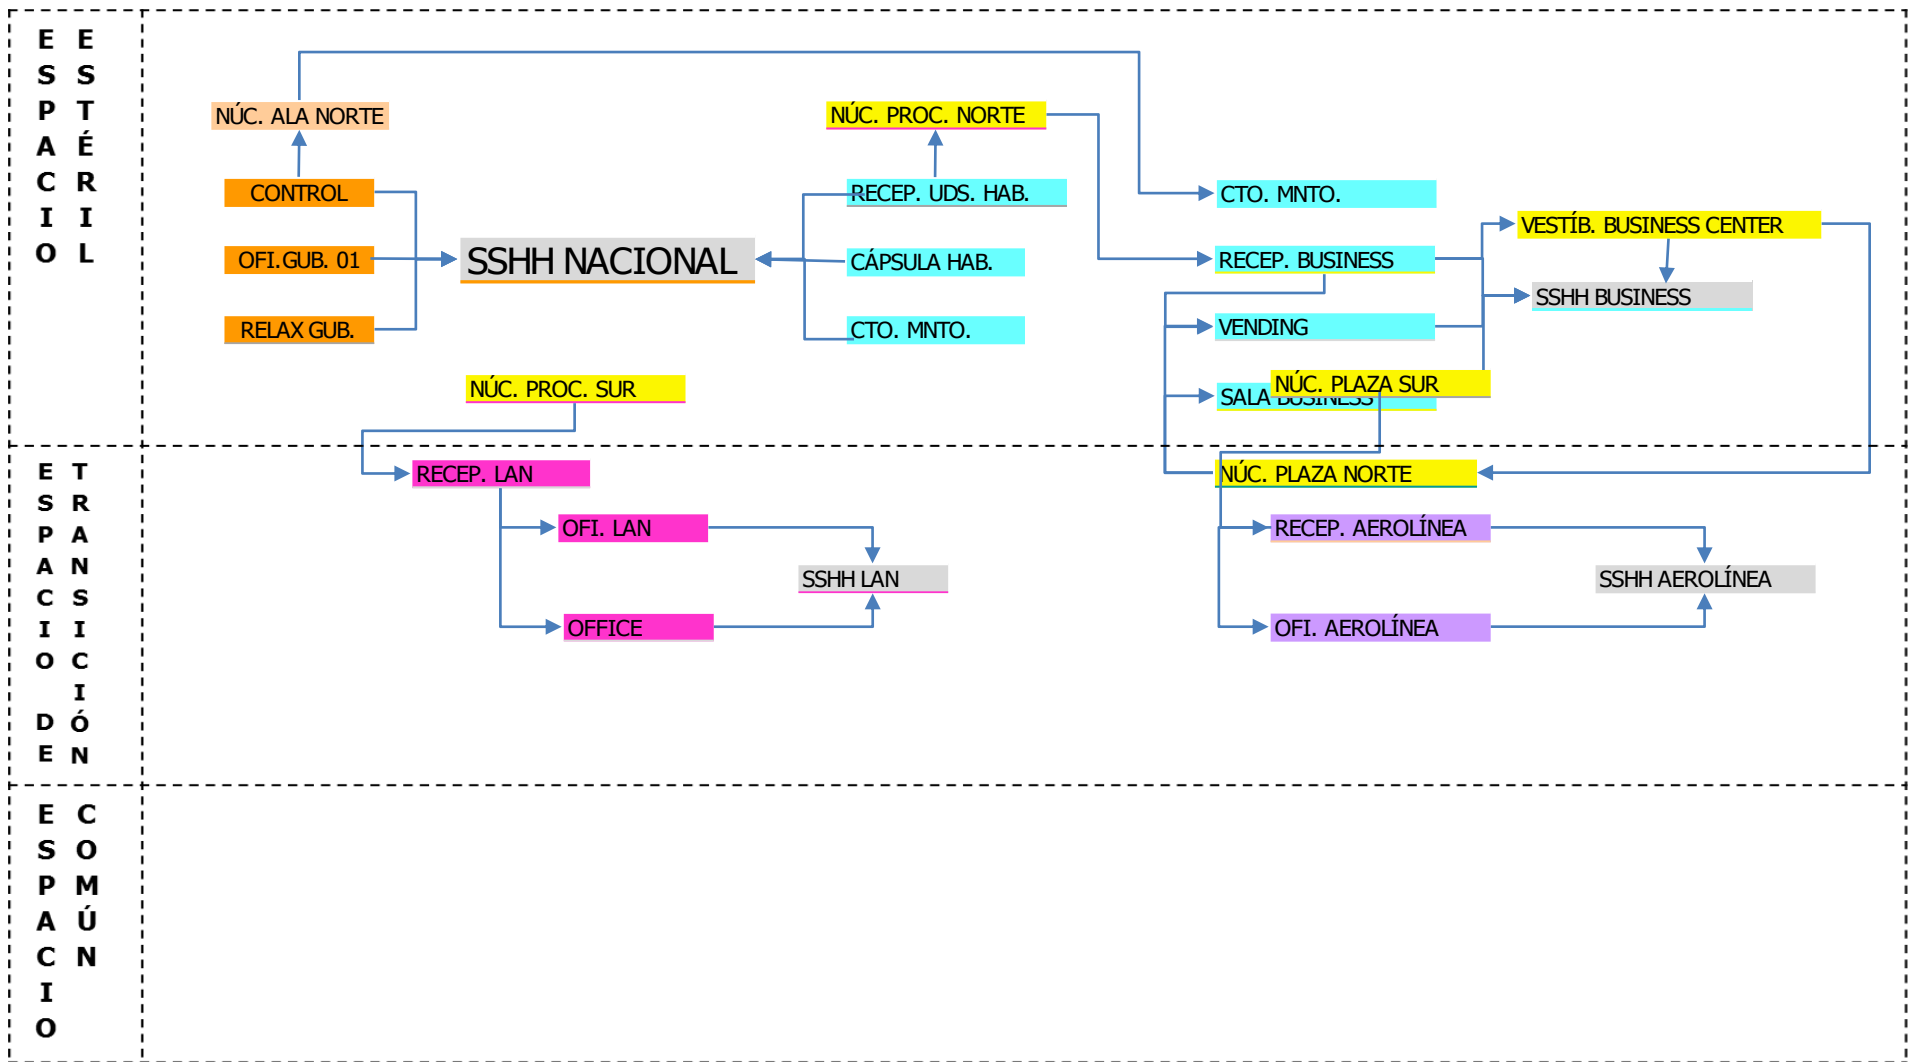 ESPACIO ESTÉRIL
NÚC. ALA NORTE
NÚC. PROC. NORTE
CONTROL
RECEP. UDS. HAB.
CTO. MNTO.
VESTÍB. BUSINESS CENTER
OFI.GUB. 01
SSHH NACIONAL
CÁPSULA HAB.
RECEP. BUSINESS
SSHH BUSINESS
RELAX GUB.
CTO. MNTO.
VENDING
NÚC. PROC. SUR
NÚC. PLAZA SUR
SALA BUSINESS
ESPACIO DE TRANSICIÓN
RECEP. LAN
NÚC. PLAZA NORTE
OFI. LAN
RECEP. AEROLÍNEA
SSHH LAN
SSHH AEROLÍNEA
OFFICE
OFI. AEROLÍNEA
ESPACIO COMÚN